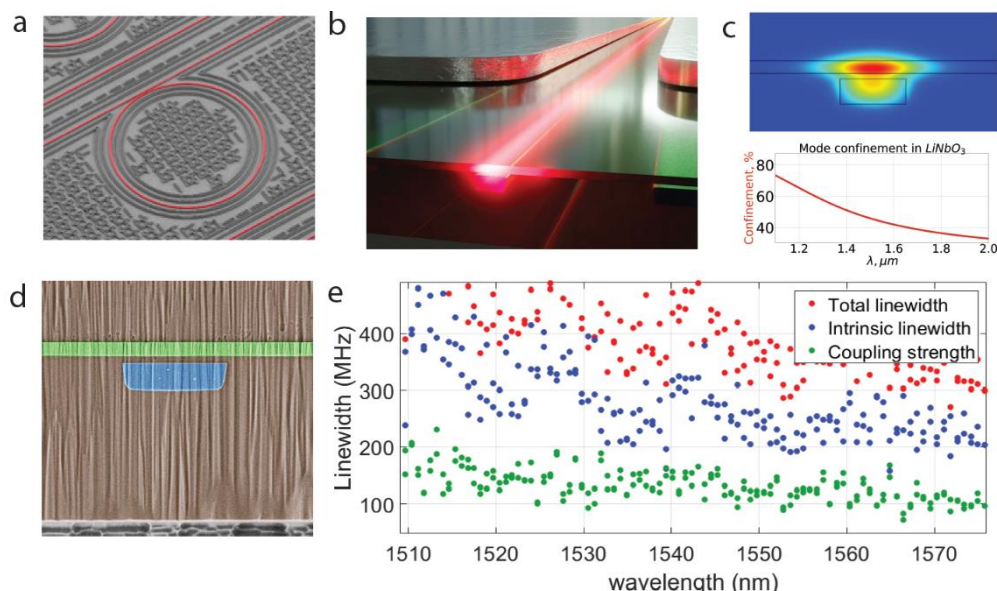 a
b
c
Mode confinement in LiNbO3
Confinement, %
80
60
40
1.2 1.4 1.6 1.8 2.0
λ, μm
d
e
Linewidth (MHz)
400
300
200
100
Total linewidth
Intrinsic linewidth
Coupling strength
1510 1520 1530 1540 1550 1560 1570
wavelength (nm)